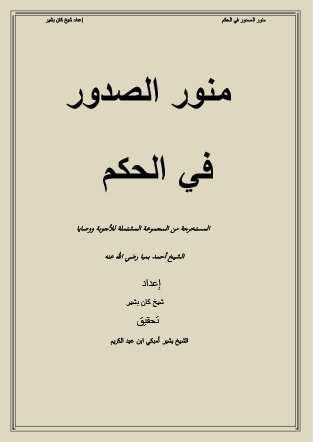 منور الصدور في الحكم
إعداد شيخ كان بشير
منور الصدور
في الحكم
المستخرجة من المجموعة المشتملة للأجوبة ووصايا
الشيخ أحمد بمبا رضي الله عنه
إعداد
شيخ كان بشير
تحقيق
الشيخ بشير أمبكي ابن عبد الكريم